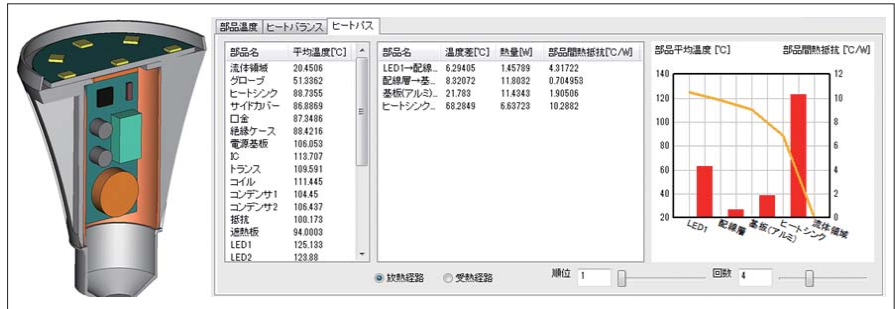 部品温度 ヒートバランス ヒートパス
部品名 平均温度[℃]
流体領域 20.4506
グローブ 51.3362
ヒートシンク 88.7355
サイドカバー 86.8869
口金 87.3486
絶縁ケース 88.4216
電源基板 106.053
IC 113.707
トランス 109.591
コイル 111.445
コンデンサ1 104.45
コンデンサ2 106.437
抵抗 100.173
遮熱板 94.0003
LED1 125.133
LED2 123.88
部品名 温度差[℃] 熱量[W] 部品間熱抵抗[℃/W]
LED1→配線... 6.29405 1.45789 4.31722
配線層→基... 8.32072 11.8032 0.704953
基板(アルミ)... 21.783 11.4343 1.90506
ヒートシンク... 68.2849 6.63723 10.2882
部品平均温度 [℃] 部品間熱抵抗 [℃/W]
140 12
120 10
100 8
80 6
60 4
40 2
20 0
LED1 配線層 基板(アルミ) ヒートシンク 流体領域
放熱経路 受熱経路 順位 1 回数 4